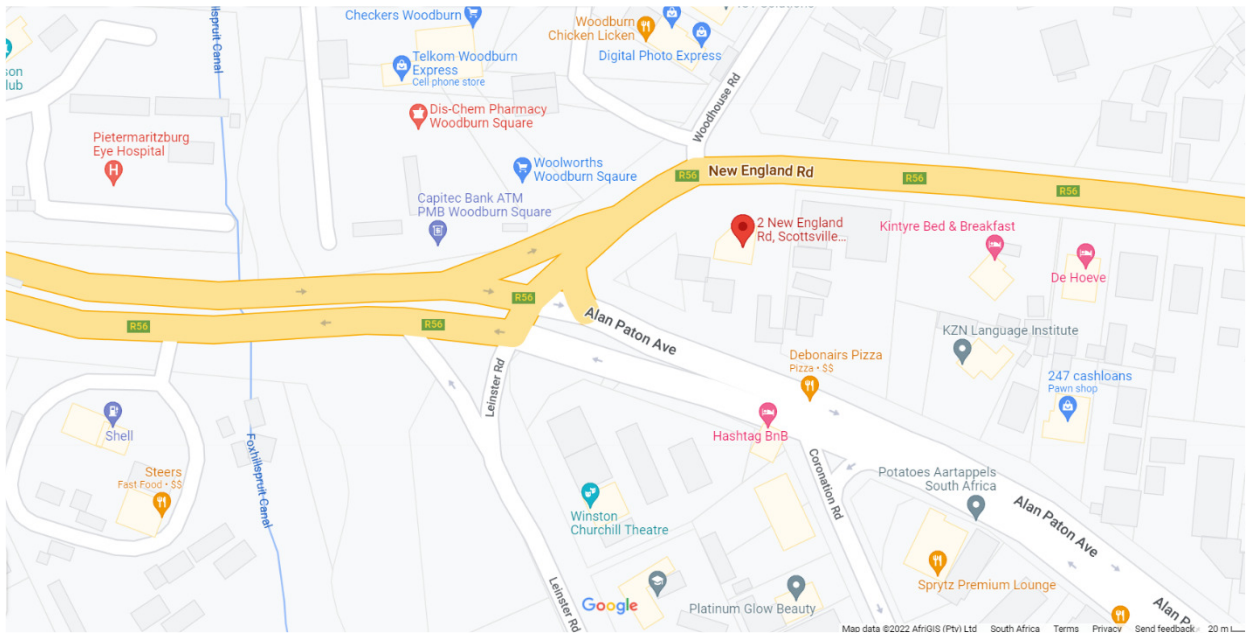 Checkers Woodburn
Woodburn
Chicken Licken
Digital Photo Express
Telkom Woodburn
Express
Cell phone store
Dis-Chem Pharmacy
Woodburn Square
Woodhouse Rd
Foxhillspruit Canal
Pietermaritzburg
Eye Hospital
Woolworths
Woodburn Sqaure
R56
New England Rd
R56
R56
Capitec Bank ATM
PMB Woodburn Square
2 New England
Rd, Scottsville...
Kintyre Bed & Breakfast
De Hoeve
R56
R56
R56
Alan Paton Ave
KZN Language Institute
Debonairs Pizza
Pizza • $$
247 cashloans
Pawn shop
Leinster Rd
Shell
Hashtag BnB
Foxhillspruit Canal
Steers
Fast Food • $$
Coronation Rd
Potatoes Aartappels
South Africa
Alan Paton Ave
Winston
Churchill Theatre
Sprytz Premium Lounge
Leinster Rd
Google
Platinum Glow Beauty
Map data ©2022 AfriGIS (Pty) Ltd South Africa Terms Privacy Send feedback 20 m